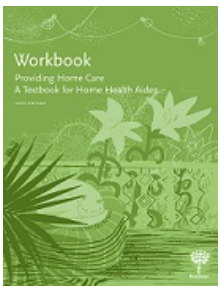 Workbook
Providing Home Care
A Textbook for Home Health Aides